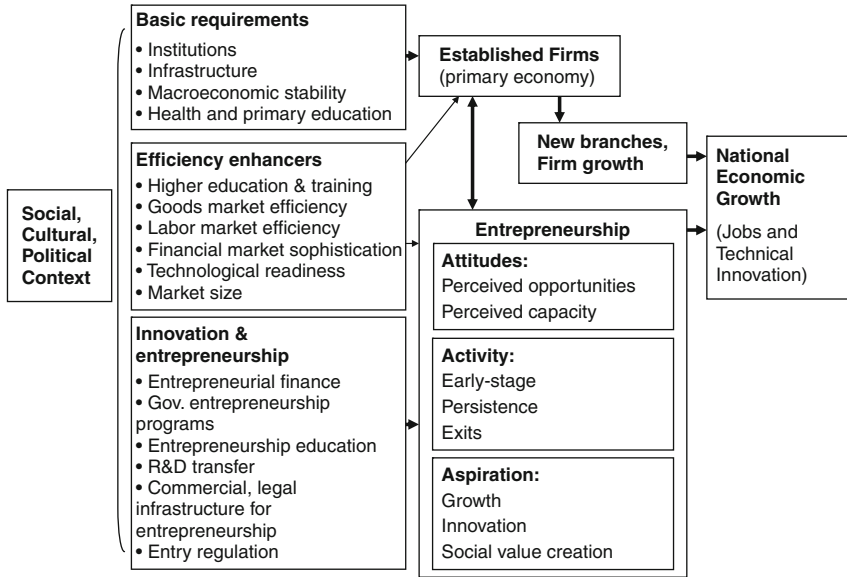 Social,
Cultural,
Political
Context
Basic requirements
• Institutions
• Infrastructure
• Macroeconomic stability
• Health and primary education
Efficiency enhancers
• Higher education & training
• Goods market efficiency
• Labor market efficiency
• Financial market sophistication
• Technological readiness
• Market size
Innovation &
entrepreneurship
• Entrepreneurial finance
• Gov. entrepreneurship
programs
• Entrepreneurship education
• R&D transfer
• Commercial, legal
infrastructure for
entrepreneurship
• Entry regulation
Established Firms
(primary economy)
New branches,
Firm growth
Entrepreneurship
Attitudes:
Perceived opportunities
Perceived capacity
Activity:
Early-stage
Persistence
Exits
Aspiration:
Growth
Innovation
Social value creation
National
Economic
Growth
(Jobs and
Technical
Innovation)